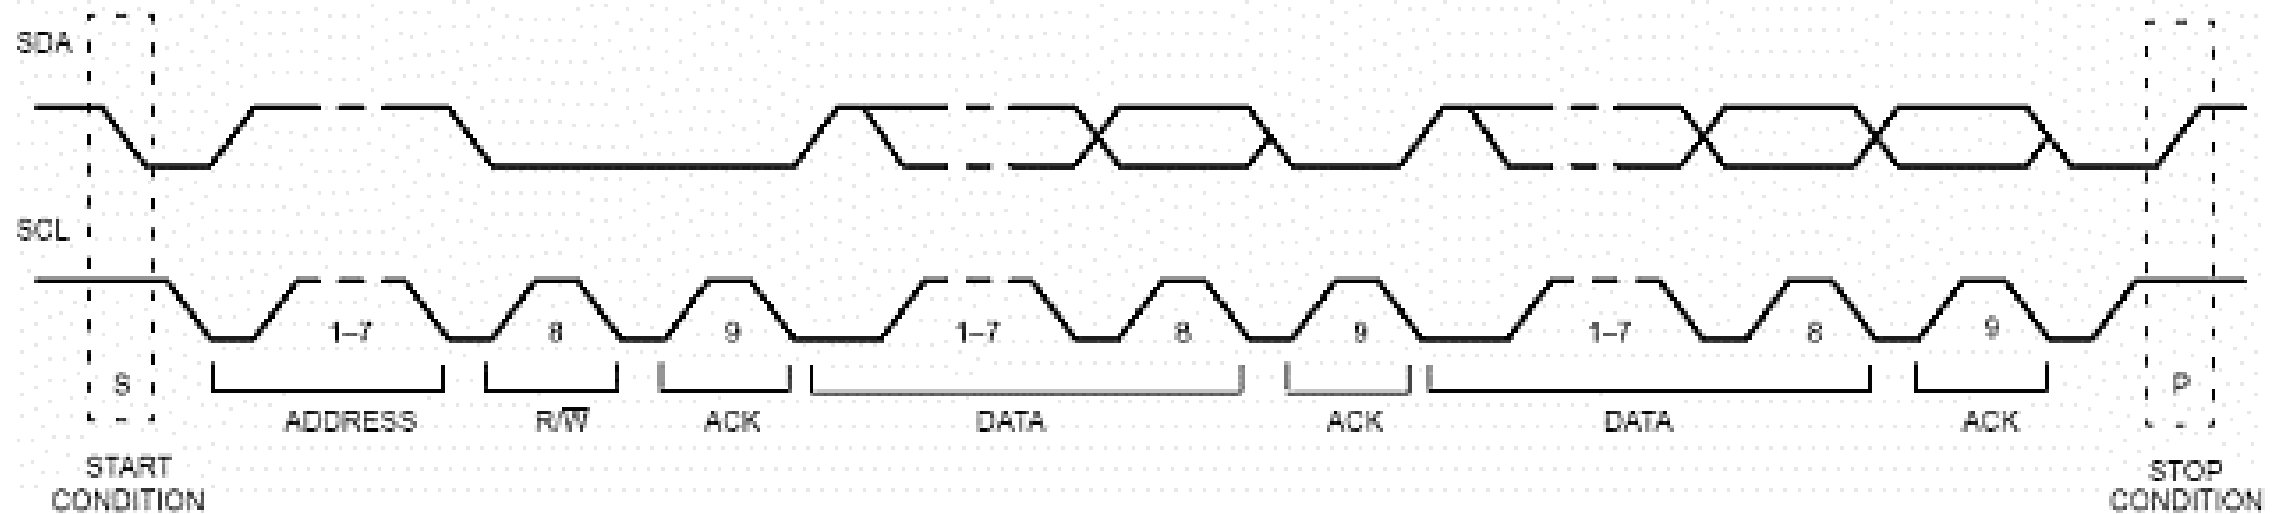 SDA
SCL
1–7 8 9 1–7 8 9 1–7 8 9
S P
ADDRESS R/W̅ ACK DATA ACK DATA ACK
START CONDITION
STOP CONDITION